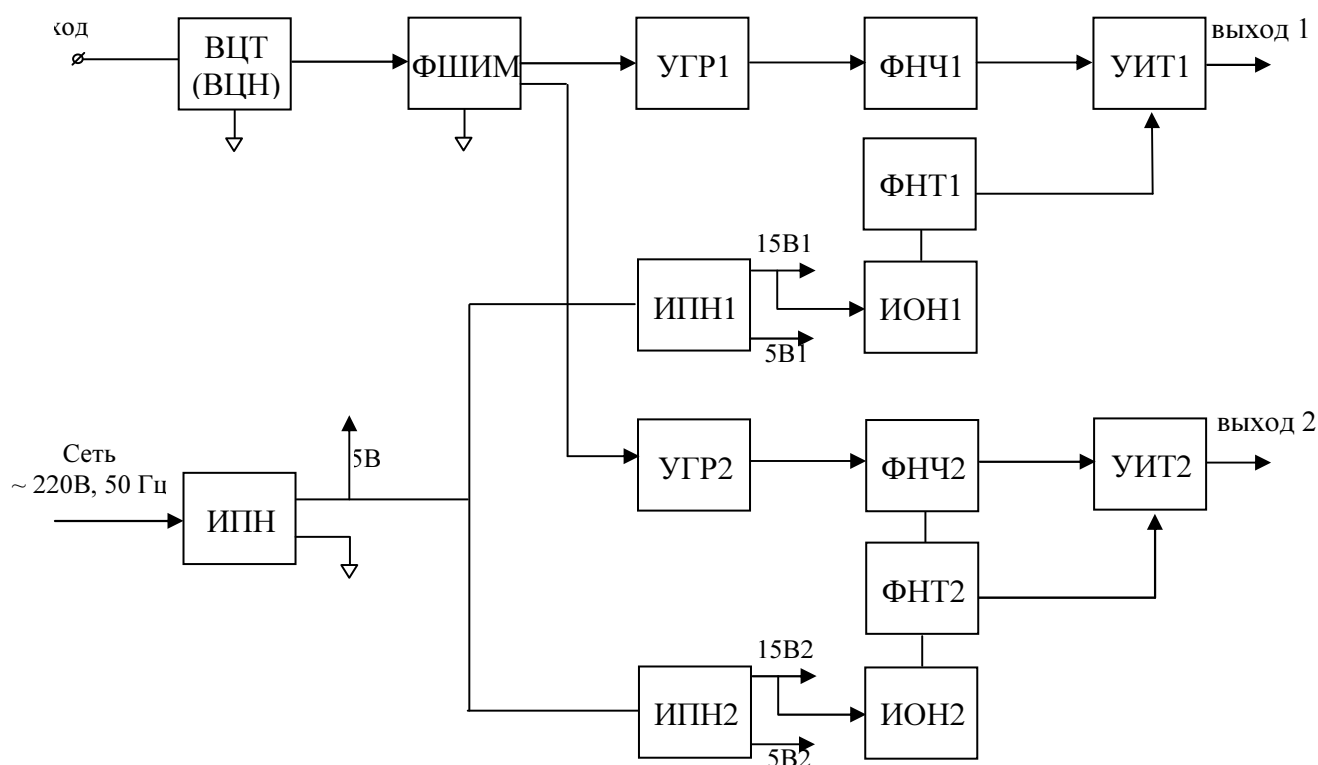 ход
выход 1
ВЦТ
(ВЦН)
ФШИМ
УГР1
ФНЧ1
УИТ1
ФНТ1
15В1
ИПН1
ИОН1
5В1
выход 2
Сеть
~ 220В, 50 Гц
5В
УГР2
ФНЧ2
УИТ2
ИПН
ФНТ2
15В2
ИПН2
ИОН2
5В2